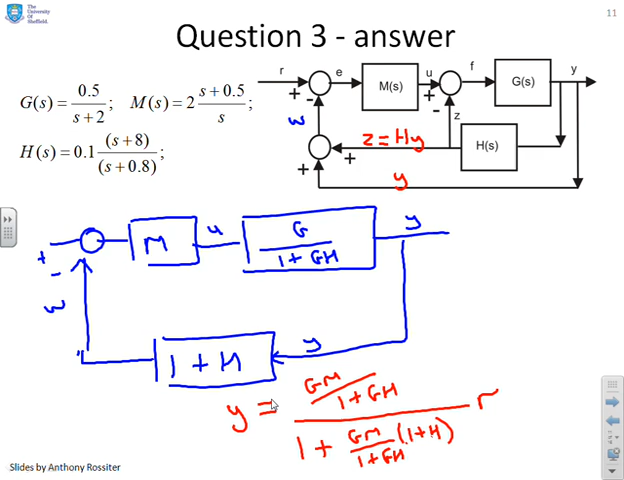 The
University
Of
Sheffield.
11
Question 3 - answer
G(s) = 0.5 / (s + 2); M(s) = 2 (s + 0.5) / s;
H(s) = 0.1 (s + 8) / (s + 0.8);
r + - e M(s) u + - f G(s) y
w z
z = Hy H(s)
+ +
y
+ - M u G / (1 + GH) y
w
1 + H y
y = (GM / (1 + GH)) / (1 + GM / (1 + GH) (1 + H)) r
Slides by Anthony Rossiter